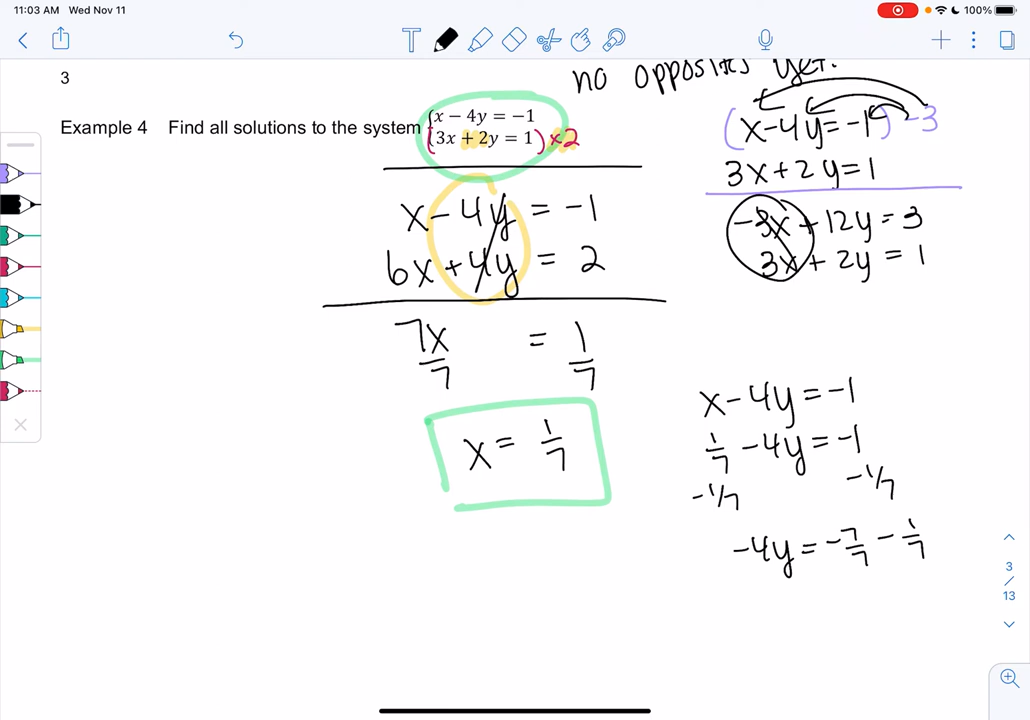 11:03 AM Wed Nov 11
100%
T
3
no opposites yet.
Example 4 Find all solutions to the system { x − 4y = −1
(3x + 2y = 1) ×2
x - 4y = -1
6x + 4y = 2
7x/7 = 1/7
x = 1/7
(x - 4y = -1) -3
3x + 2y = 1
-3x + 12y = 3
3x + 2y = 1
x - 4y = -1
1/7 - 4y = -1
-1/7 -1/7
-4y = -7/7 - 1/7
3
/
13